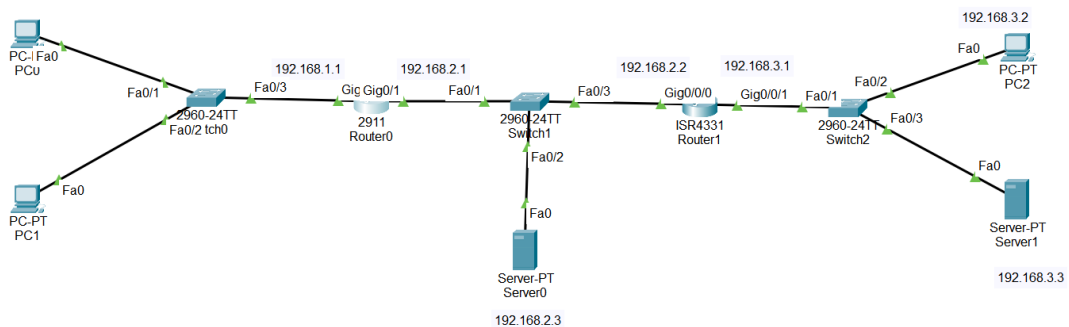 192.168.3.2
Fa0
PC-PT
PC2
Fa0
PC0
Fa0/1
Fa0/3
192.168.1.1
192.168.2.1
Gig0/1
2911
Router0
Fa0/1
Fa0/3
2960-24TT
Switch1
192.168.2.2
192.168.3.1
Gig0/0/0
Gig0/0/1
ISR4331
Router1
Fa0/1
Fa0/2
Fa0/3
2960-24TT
Switch2
2960-24TT
Fa0/2
Fa0/2
Fa0
PC-PT
PC1
Fa0
Server-PT
Server0
192.168.2.3
Fa0
Server-PT
Server1
192.168.3.3